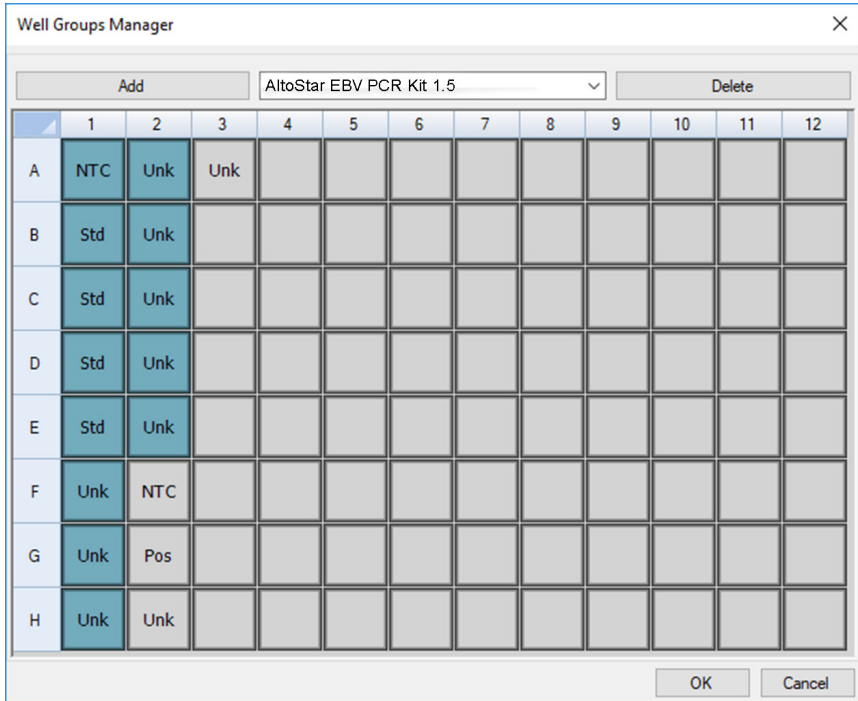 Well Groups Manager
Add AltoStar EBV PCR Kit 1.5 Delete
1 2 3 4 5 6 7 8 9 10 11 12
A NTC Unk Unk
B Std Unk
C Std Unk
D Std Unk
E Std Unk
F Unk NTC
G Unk Pos
H Unk Unk
OK Cancel